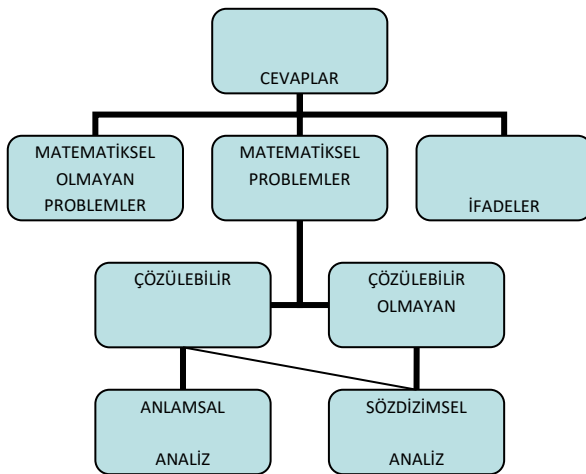 CEVAPLAR
MATEMATİKSEL
OLMAYAN
PROBLEMLER
MATEMATİKSEL
PROBLEMLER
İFADELER
ÇÖZÜLEBİLİR
ÇÖZÜLEBİLİR
OLMAYAN
ANLAMSAL
ANALİZ
SÖZDİZİMSEL
ANALİZ